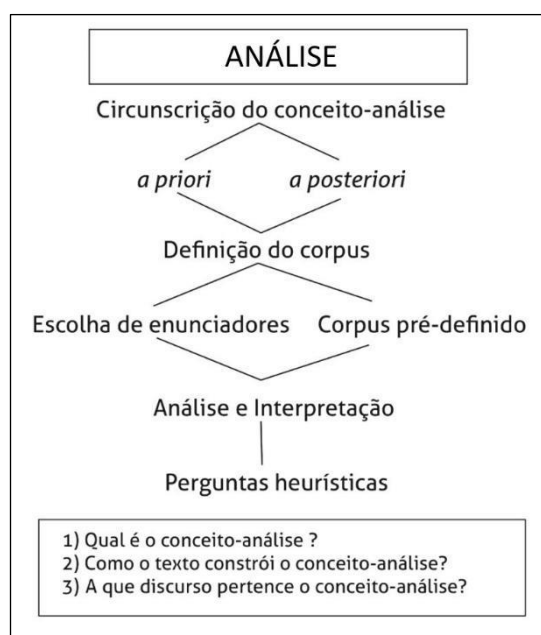 ANÁLISE
Circunscrição do conceito-análise
a priori a posteriori
Definição do corpus
Escolha de enunciadores Corpus pré-definido
Análise e Interpretação
Perguntas heurísticas
1) Qual é o conceito-análise ?
2) Como o texto constrói o conceito-análise?
3) A que discurso pertence o conceito-análise?